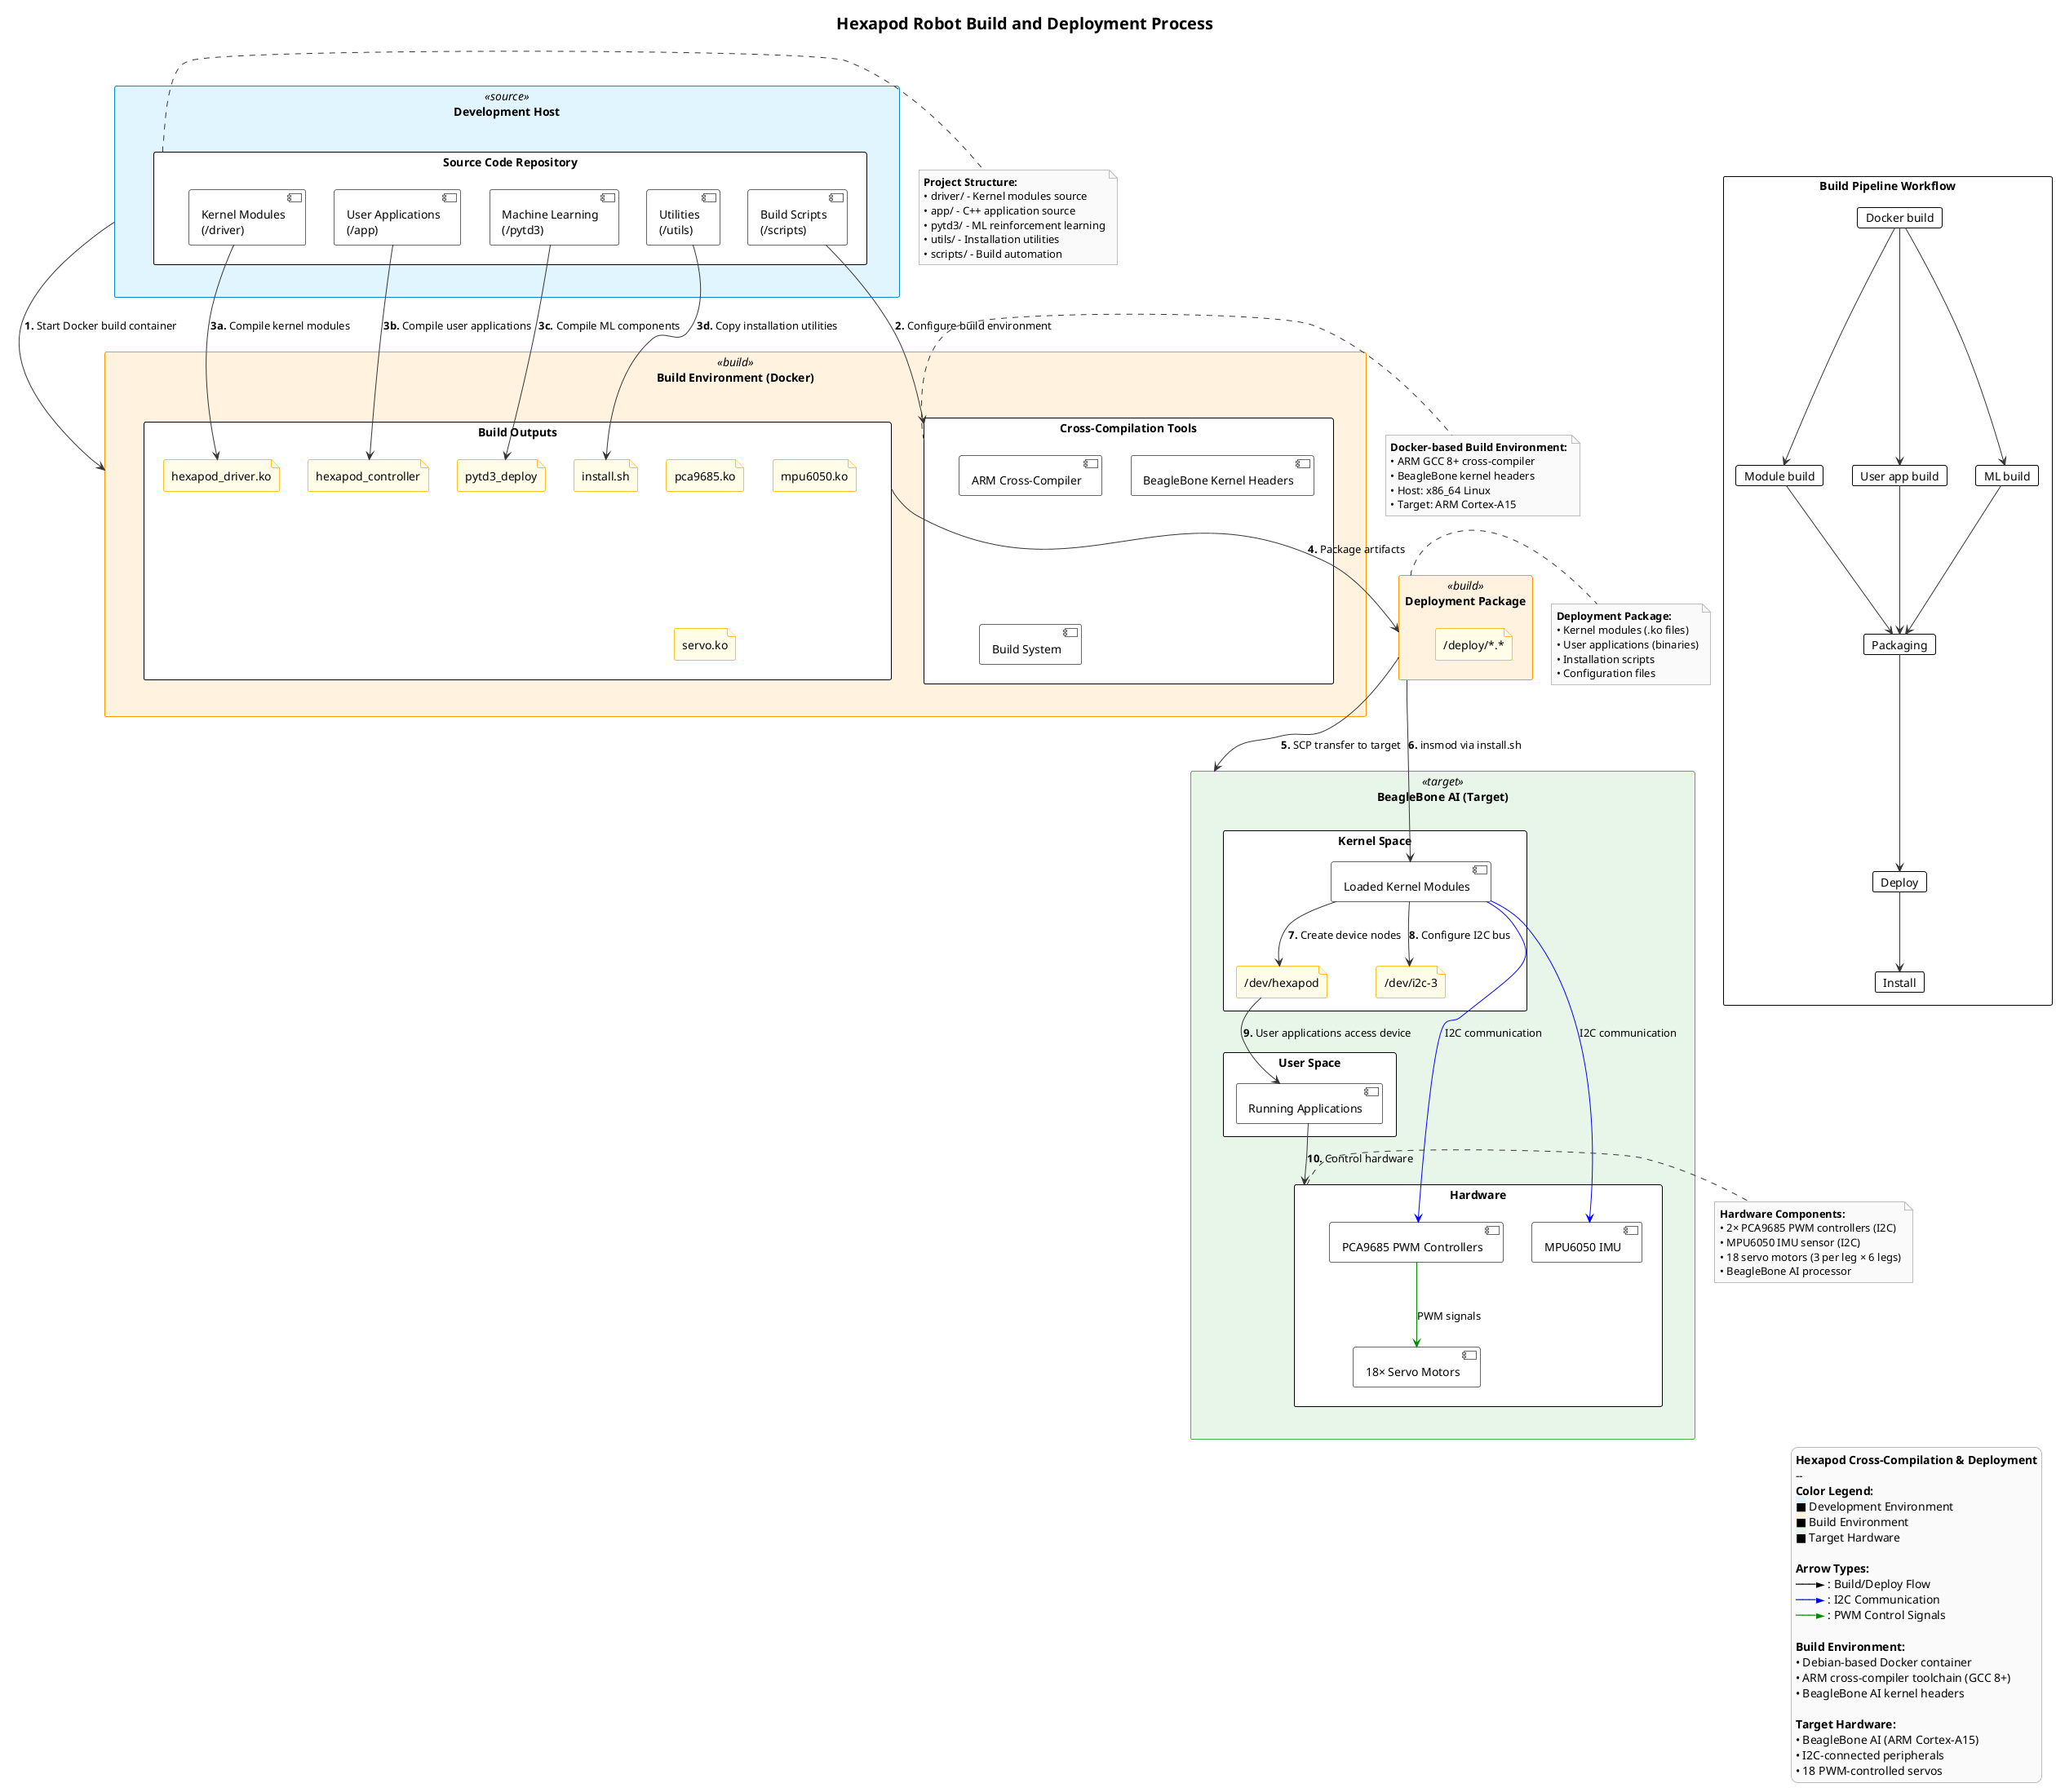 Hexapod Robot Build and Deployment Process
«source»
Development Host
Source Code Repository
Kernel Modules
(/driver)
User Applications
(/app)
Machine Learning
(/pytd3)
Utilities
(/utils)
Build Scripts
(/scripts)
Project Structure:
• driver/ - Kernel modules source
• app/ - C++ application source
• pytd3/ - ML reinforcement learning
• utils/ - Installation utilities
• scripts/ - Build automation
1. Start Docker build container
3a. Compile kernel modules
3b. Compile user applications
3c. Compile ML components
3d. Copy installation utilities
2. Configure build environment
«build»
Build Environment (Docker)
Build Outputs
hexapod_driver.ko
hexapod_controller
pytd3_deploy
install.sh
pca9685.ko
mpu6050.ko
servo.ko
Cross-Compilation Tools
ARM Cross-Compiler
BeagleBone Kernel Headers
Build System
Docker-based Build Environment:
• ARM GCC 8+ cross-compiler
• BeagleBone kernel headers
• Host: x86_64 Linux
• Target: ARM Cortex-A15
4. Package artifacts
«build»
Deployment Package
/deploy/*.*
Deployment Package:
• Kernel modules (.ko files)
• User applications (binaries)
• Installation scripts
• Configuration files
5. SCP transfer to target
6. insmod via install.sh
«target»
BeagleBone AI (Target)
Kernel Space
Loaded Kernel Modules
7. Create device nodes
8. Configure I2C bus
/dev/hexapod
/dev/i2c-3
9. User applications access device
I2C communication
I2C communication
User Space
Running Applications
10. Control hardware
Hardware
PCA9685 PWM Controllers
MPU6050 IMU
PWM signals
18× Servo Motors
Hardware Components:
• 2× PCA9685 PWM controllers (I2C)
• MPU6050 IMU sensor (I2C)
• 18 servo motors (3 per leg × 6 legs)
• BeagleBone AI processor
Build Pipeline Workflow
Docker build
Module build
User app build
ML build
Packaging
Deploy
Install
Hexapod Cross-Compilation & Deployment
--
Color Legend:
■ Development Environment
■ Build Environment
■ Target Hardware
Arrow Types:
──► : Build/Deploy Flow
──► : I2C Communication
──► : PWM Control Signals
Build Environment:
• Debian-based Docker container
• ARM cross-compiler toolchain (GCC 8+)
• BeagleBone AI kernel headers
Target Hardware:
• BeagleBone AI (ARM Cortex-A15)
• I2C-connected peripherals
• 18 PWM-controlled servos